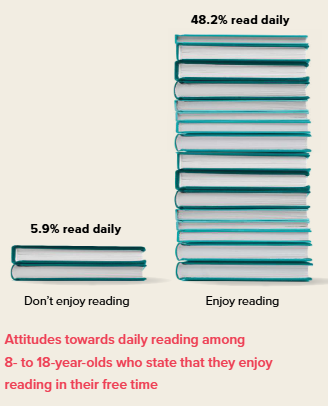 48.2% read daily
5.9% read daily
Don’t enjoy reading
Enjoy reading
Attitudes towards daily reading among
8- to 18-year-olds who state that they enjoy
reading in their free time